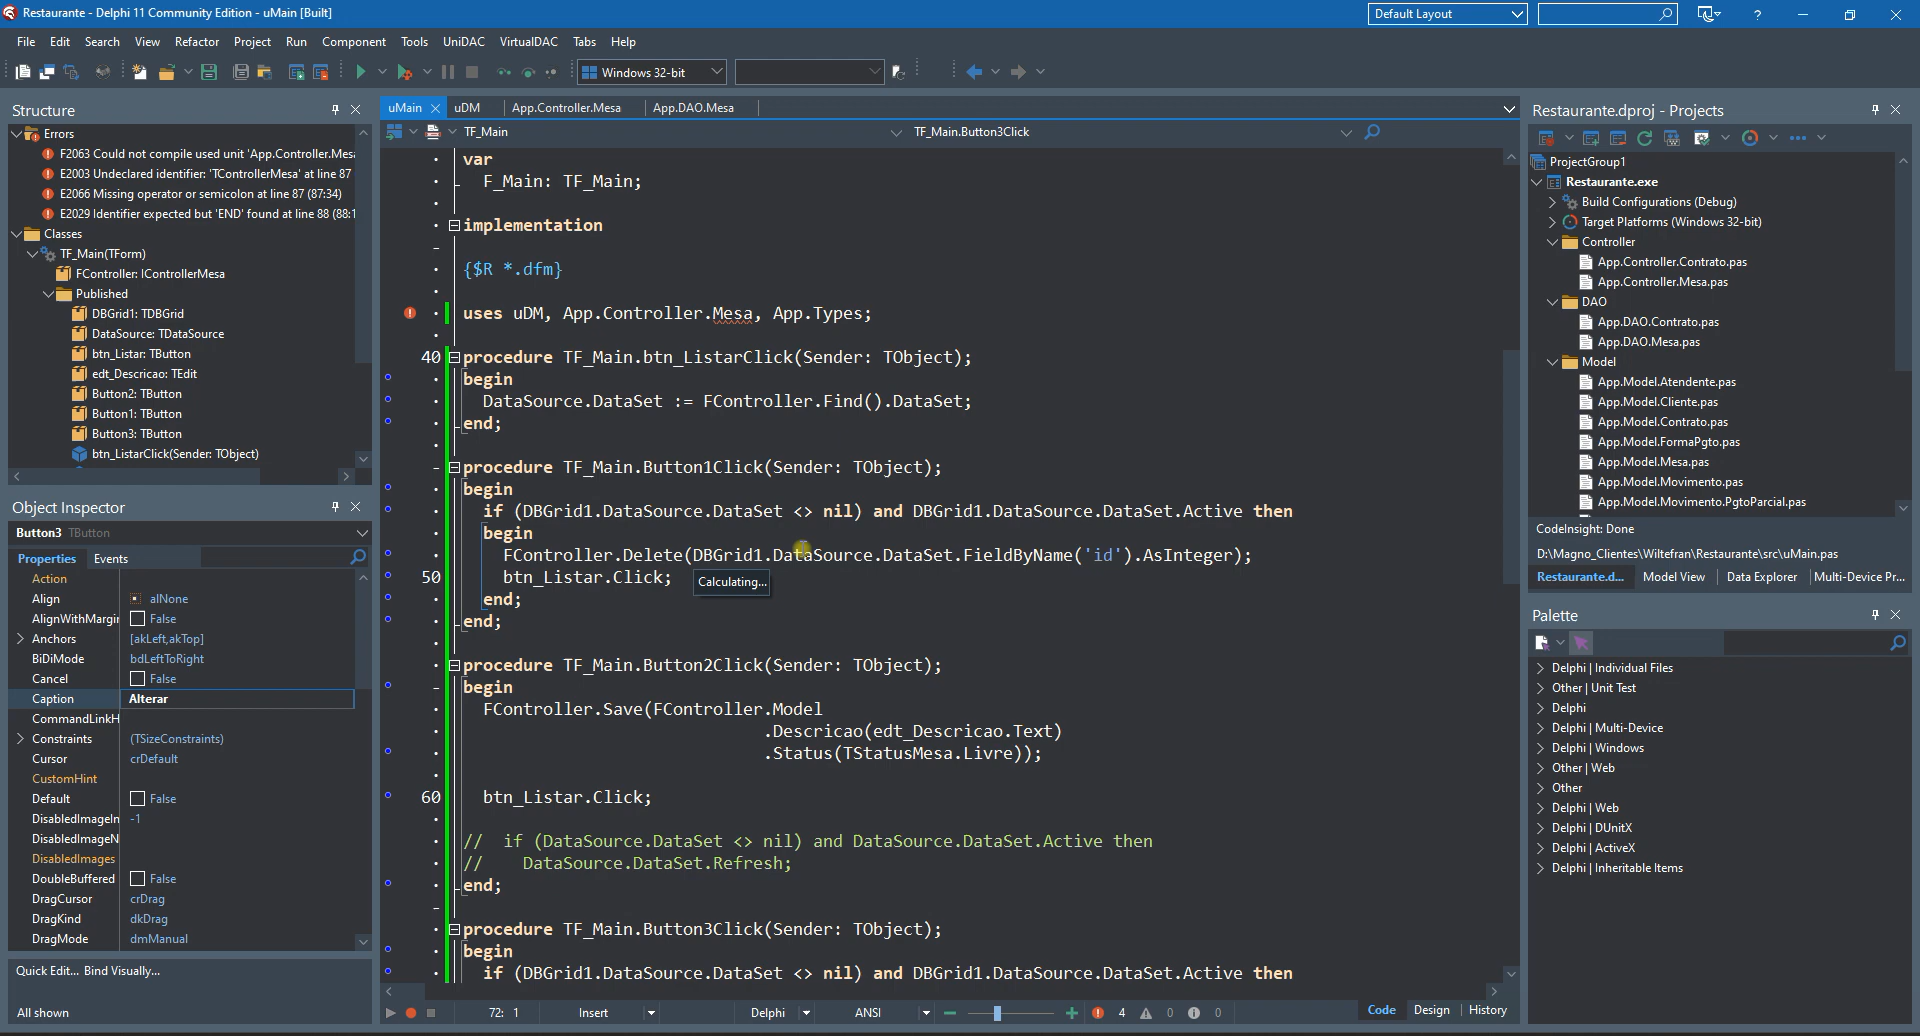 Restaurante - Delphi 11 Community Edition - uMain [Built]
Default Layout
File Edit Search View Refactor Project Run Component Tools UniDAC VirtualDAC Tabs Help
Windows 32-bit
Structure
Errors
F2063 Could not compile used unit 'App.Controller.Mesa
E2003 Undeclared identifier: 'TControllerMesa' at line 87
E2066 Missing operator or semicolon at line 87 (87:34)
E2029 Identifier expected but 'END' found at line 88 (88:1
Classes
TF_Main(TForm)
FController: IControllerMesa
Published
DBGrid1: TDBGrid
DataSource: TDataSource
btn_Listar: TButton
edt_Descricao: TEdit
Button2: TButton
Button1: TButton
Button3: TButton
btn_ListarClick(Sender: TObject)
Object Inspector
Button3 TButton
Properties Events
Action
Align alNone
AlignWithMargin False
Anchors [akLeft,akTop]
BiDiMode bdLeftToRight
Cancel False
Caption Alterar
CommandLinkH
Constraints (TSizeConstraints)
Cursor crDefault
CustomHint
Default False
DisabledImageIn -1
DisabledImageN
DisabledImages
DoubleBuffered False
DragCursor crDrag
DragKind dkDrag
DragMode dmManual
Quick Edit... Bind Visually...
All shown
uMain uDM App.Controller.Mesa App.DAO.Mesa
TF_Main TF_Main.Button3Click
var
F_Main: TF_Main;
implementation
{$R *.dfm}
uses uDM, App.Controller.Mesa, App.Types;
40 procedure TF_Main.btn_ListarClick(Sender: TObject);
begin
DataSource.DataSet := FController.Find().DataSet;
end;
procedure TF_Main.Button1Click(Sender: TObject);
begin
if (DBGrid1.DataSource.DataSet <> nil) and DBGrid1.DataSource.DataSet.Active then
begin
FController.Delete(DBGrid1.DataSource.DataSet.FieldByName('id').AsInteger);
50 btn_Listar.Click; Calculating...
end;
end;
procedure TF_Main.Button2Click(Sender: TObject);
begin
FController.Save(FController.Model
.Descricao(edt_Descricao.Text)
.Status(TStatusMesa.Livre));
60 btn_Listar.Click;
// if (DataSource.DataSet <> nil) and DataSource.DataSet.Active then
// DataSource.DataSet.Refresh;
end;
procedure TF_Main.Button3Click(Sender: TObject);
begin
if (DBGrid1.DataSource.DataSet <> nil) and DBGrid1.DataSource.DataSet.Active then
72: 1 Insert Delphi ANSI 4 0 0 Code Design History
Restaurante.dproj - Projects
ProjectGroup1
Restaurante.exe
Build Configurations (Debug)
Target Platforms (Windows 32-bit)
Controller
App.Controller.Contrato.pas
App.Controller.Mesa.pas
DAO
App.DAO.Contrato.pas
App.DAO.Mesa.pas
Model
App.Model.Atendente.pas
App.Model.Cliente.pas
App.Model.Contrato.pas
App.Model.FormaPgto.pas
App.Model.Mesa.pas
App.Model.Movimento.pas
App.Model.Movimento.PgtoParcial.pas
CodeInsight: Done
D:\Magno_Clientes\Wiltefran\Restaurante\src\uMain.pas
Restaurante.d... Model View Data Explorer Multi-Device Pr...
Palette
Delphi | Individual Files
Other | Unit Test
Delphi
Delphi | Multi-Device
Delphi | Windows
Other | Web
Other
Delphi | Web
Delphi | DUnitX
Delphi | ActiveX
Delphi | Inheritable Items